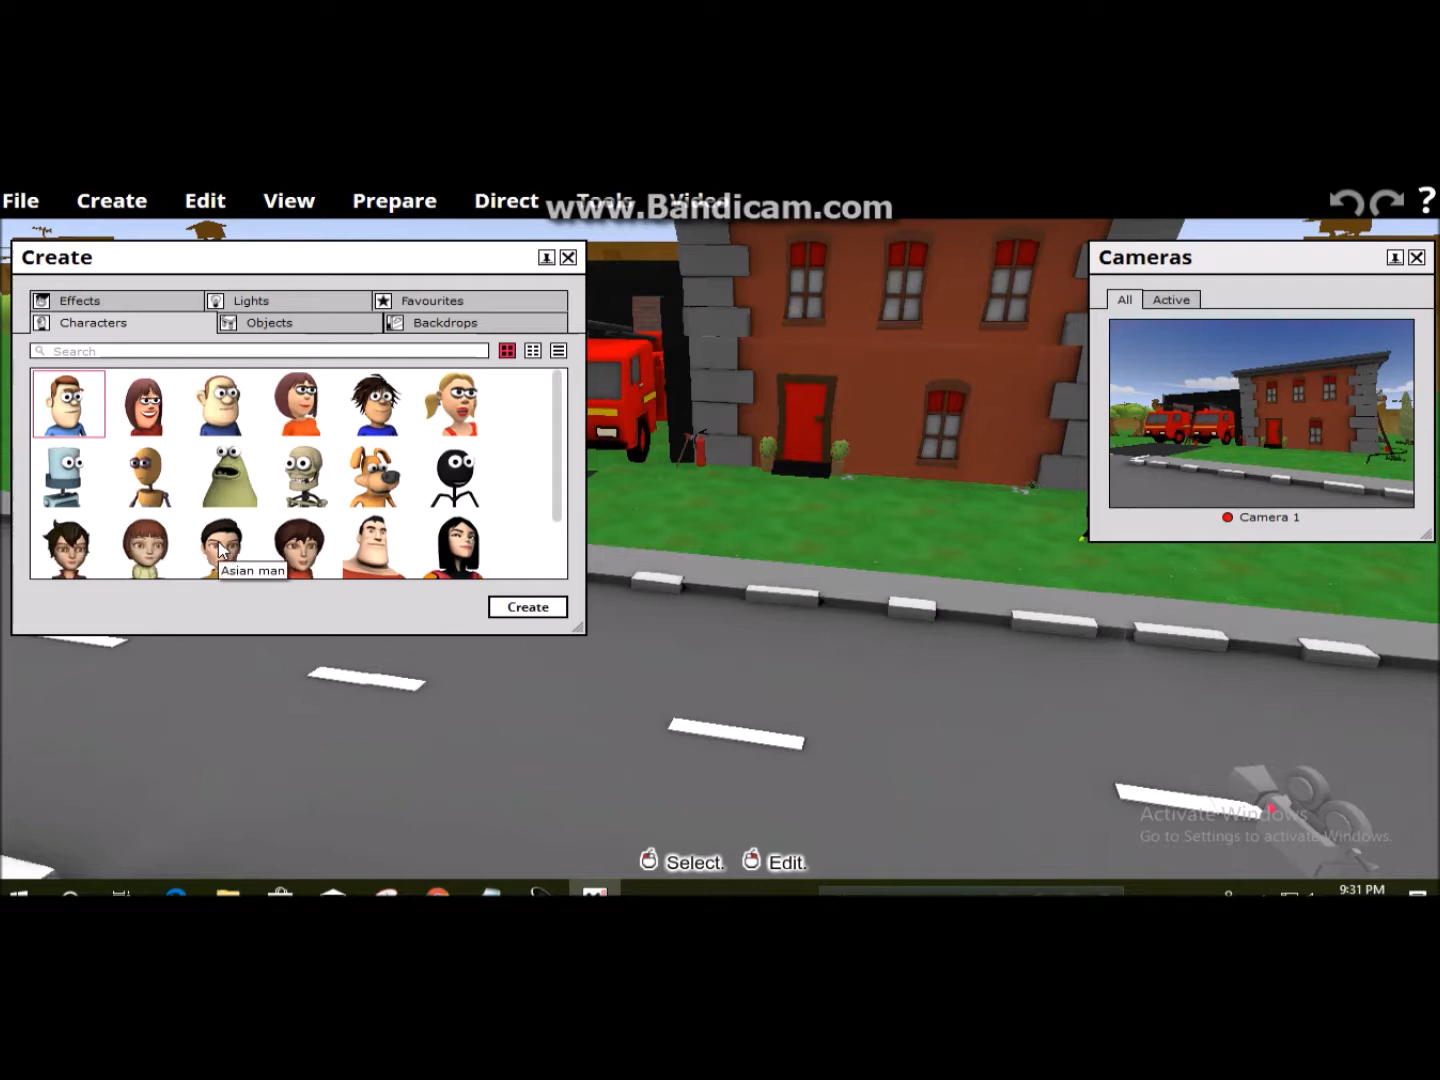 File Create Edit View Prepare Direct Tools Video ?
www.Bandicam.com
Create
Effects Lights Favourites
Characters Objects Backdrops
Search
Asian man
Create
Cameras
All Active
Camera 1
Activate Windows
Go to Settings to activate Windows.
Select. Edit.
9:31 PM